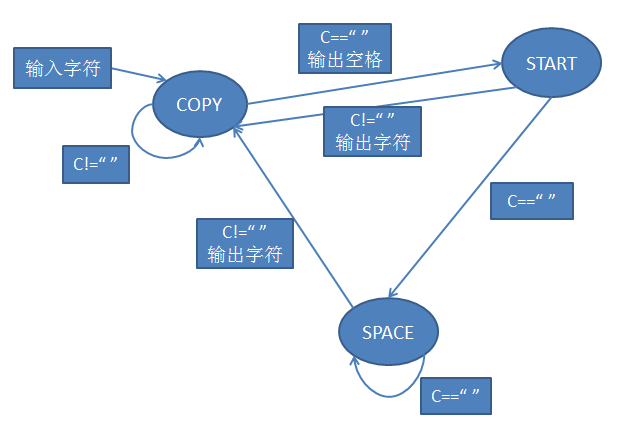 C==“ ”
输出空格
START
输入字符
COPY
C!=“ ”
输出字符
C!=“ ”
C==“ ”
C!=“ ”
输出字符
SPACE
C==“ ”